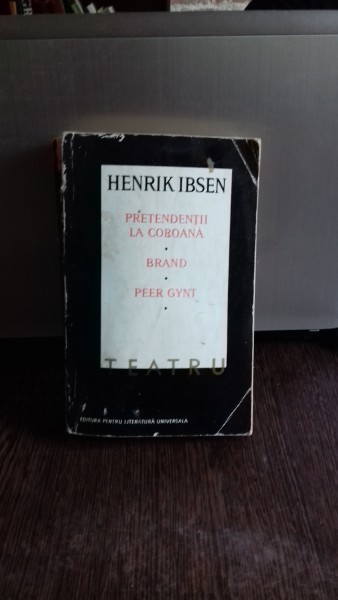 HENRIK IBSEN
PRETENDENȚII
LA COROANĂ
•
BRAND
•
PEER GYNT
•
TEATRU
EDITURA PENTRU LITERATURĂ UNIVERSALĂ